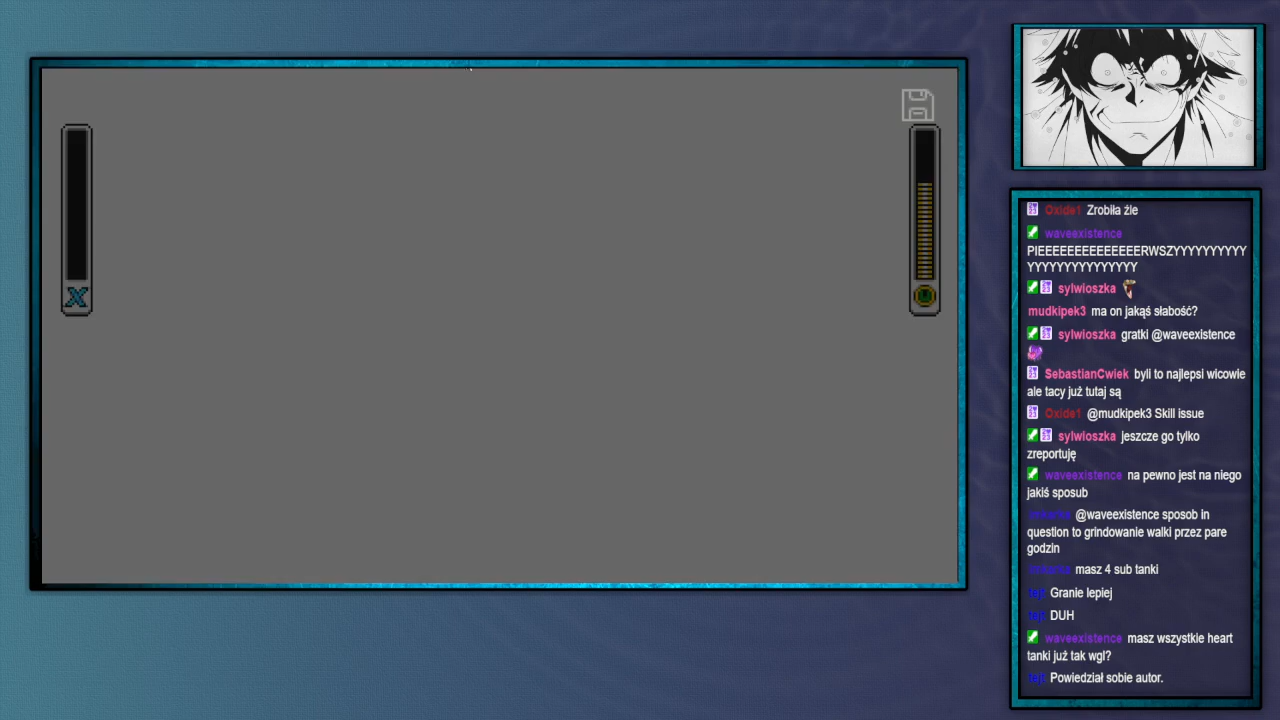 X
Oxide1 Zrobiła źle
waveexistence
PIEEEEEEEEEEEEEERWSZYYYYYYYYYY
YYYYYYYYYYYYYYY
sylwioszka
mudkipek3 ma on jakąś słabość?
sylwioszka gratki @waveexistence
SebastianCwiek byli to najlepsi wicowie
ale tacy już tutaj są
Oxide1 @mudkipek3 Skill issue
sylwioszka jeszcze go tylko
zreportuję
waveexistence na pewno jest na niego
jakiś sposub
@waveexistence sposob in
question to grindowanie walki przez pare
godzin
masz 4 sub tanki
Granie lepiej
DUH
waveexistence masz wszystkie heart
tanki już tak wgl?
Powiedział sobie autor.